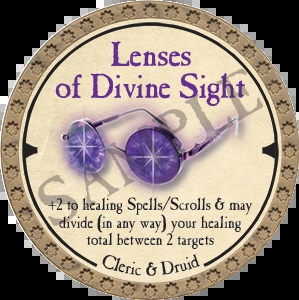 Lenses
of Divine Sight
SAMPLE
+2 to healing Spells/Scrolls & may
divide (in any way) your healing
total between 2 targets
Cleric & Druid